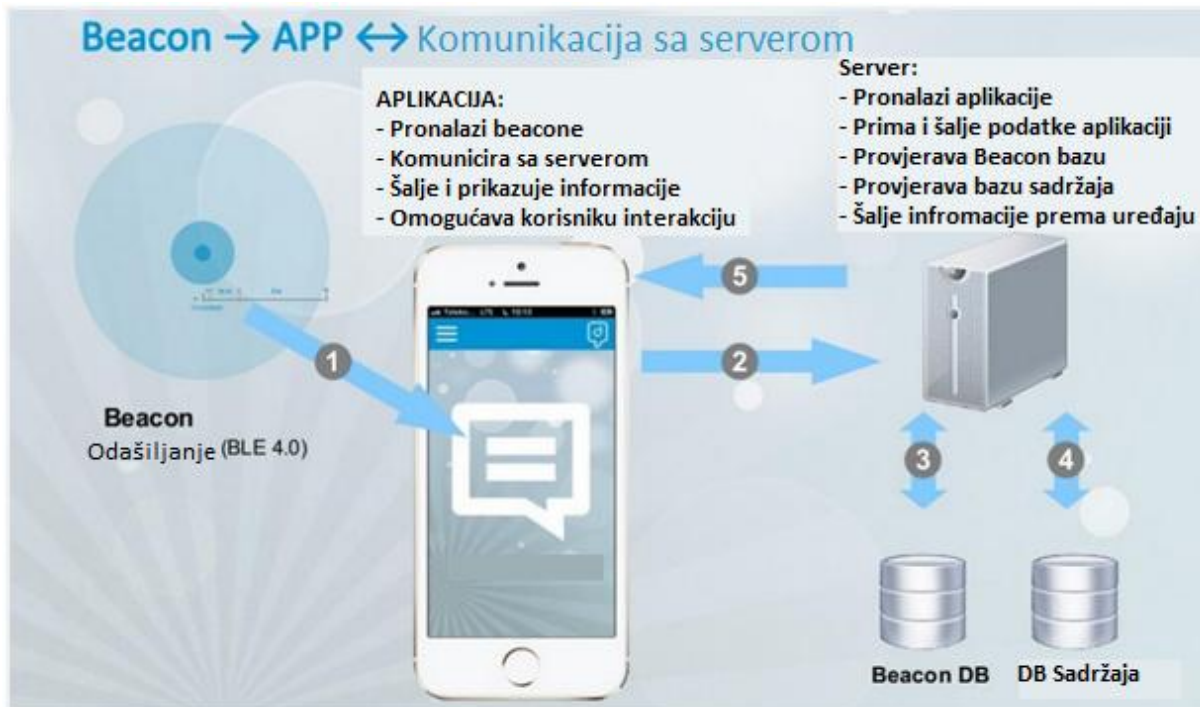 Beacon → APP ↔ Komunikacija sa serverom
APLIKACIJA:
- Pronalazi beacone
- Komunicira sa serverom
- Šalje i prikazuje informacije
- Omogućava korisniku interakciju
Server:
- Pronalazi aplikacije
- Prima i šalje podatke aplikaciji
- Provjerava Beacon bazu
- Provjerava bazu sadržaja
- Šalje infromacije prema uređaju
5
1
2
Beacon
Odašiljanje (BLE 4.0)
3
4
Beacon DB
DB Sadržaja